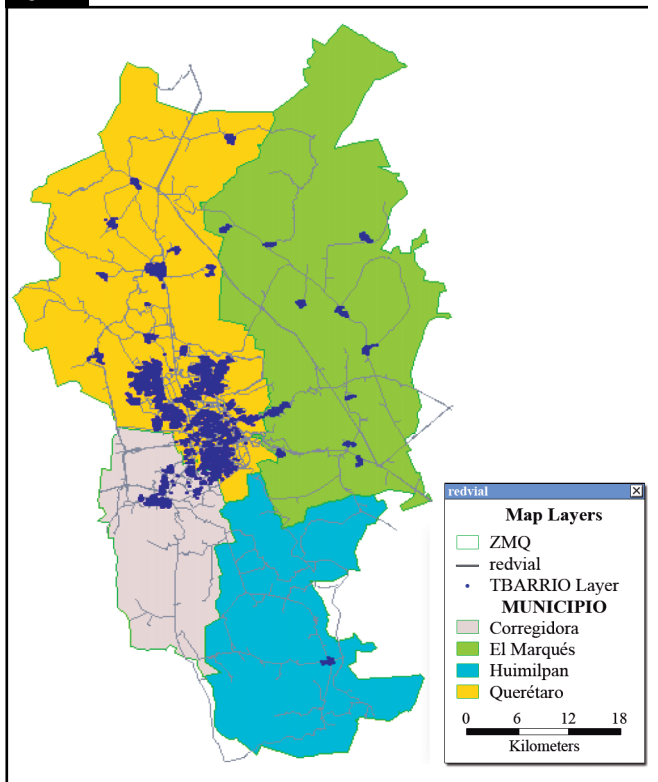 redvial
Map Layers
ZMQ
redvial
TBARRIO Layer
MUNICIPIO
Corregidora
El Marqués
Huimilpan
Querétaro
0 6 12 18
Kilometers